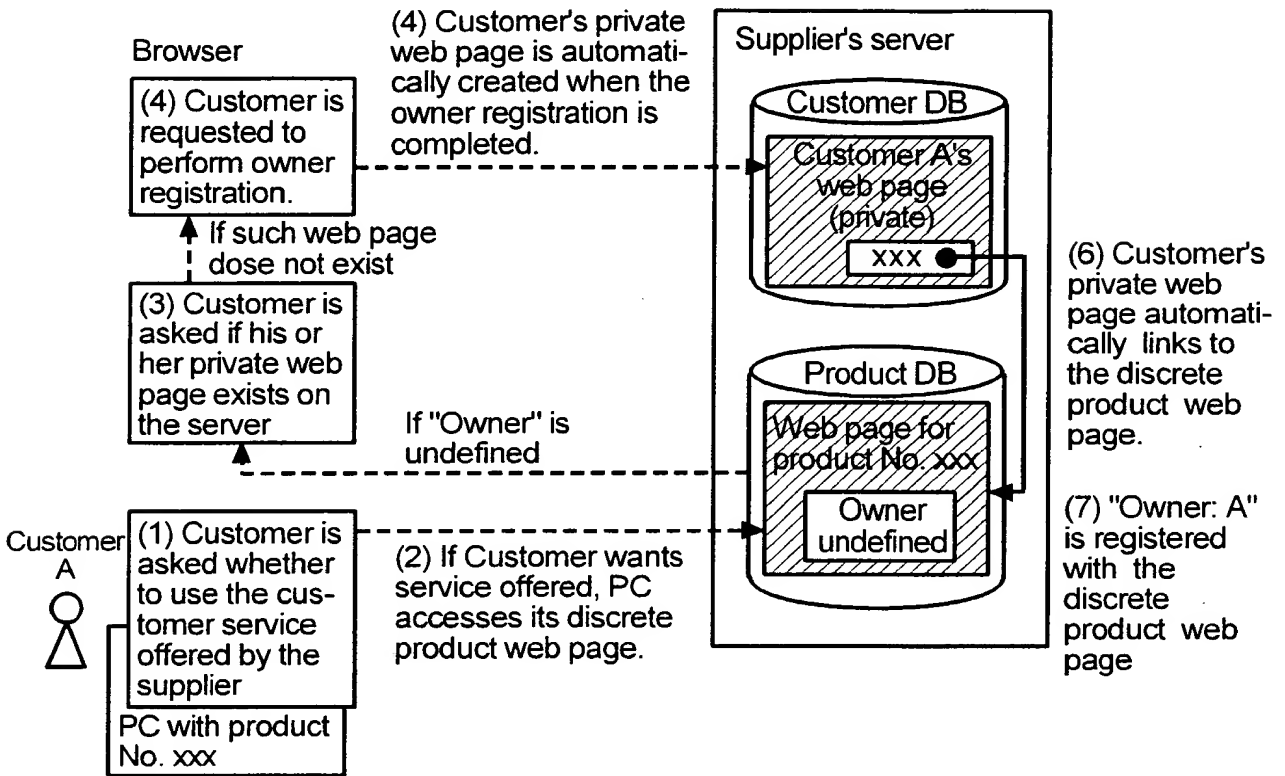 Browser
(4) Customer is
requested to
perform owner
registration.
(4) Customer's private
web page is automati-
cally created when the
owner registration is
completed.
Supplier's server
Customer DB
Customer A's
web page
(private)
xxx
If such web page
dose not exist
(3) Customer is
asked if his or
her private web
page exists on
the server
(6) Customer's
private web
page automati-
cally links to
the discrete
product web
page.
If "Owner" is
undefined
Product DB
Web page for
product No. xxx
Owner
undefined
Customer
A
(1) Customer is
asked whether
to use the cus-
tomer service
offered by the
supplier
PC with product
No. xxx
(2) If Customer wants
service offered, PC
accesses its discrete
product web page.
(7) "Owner: A"
is registered
with the
discrete
product web
page